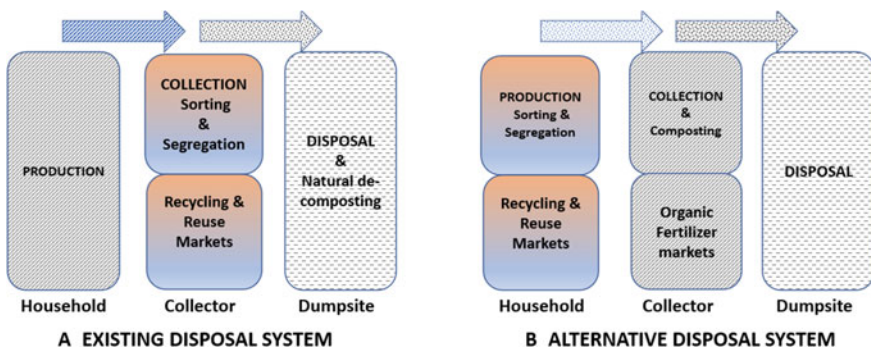 PRODUCTION
COLLECTION
Sorting
&
Segregation
Recycling &
Reuse
Markets
DISPOSAL
&
Natural de-
composting
Household
Collector
Dumpsite
A EXISTING DISPOSAL SYSTEM
PRODUCTION
Sorting &
Segregation
Recycling &
Reuse
Markets
COLLECTION
& Composting
Organic
Fertilizer
markets
DISPOSAL
Household
Collector
Dumpsite
B ALTERNATIVE DISPOSAL SYSTEM